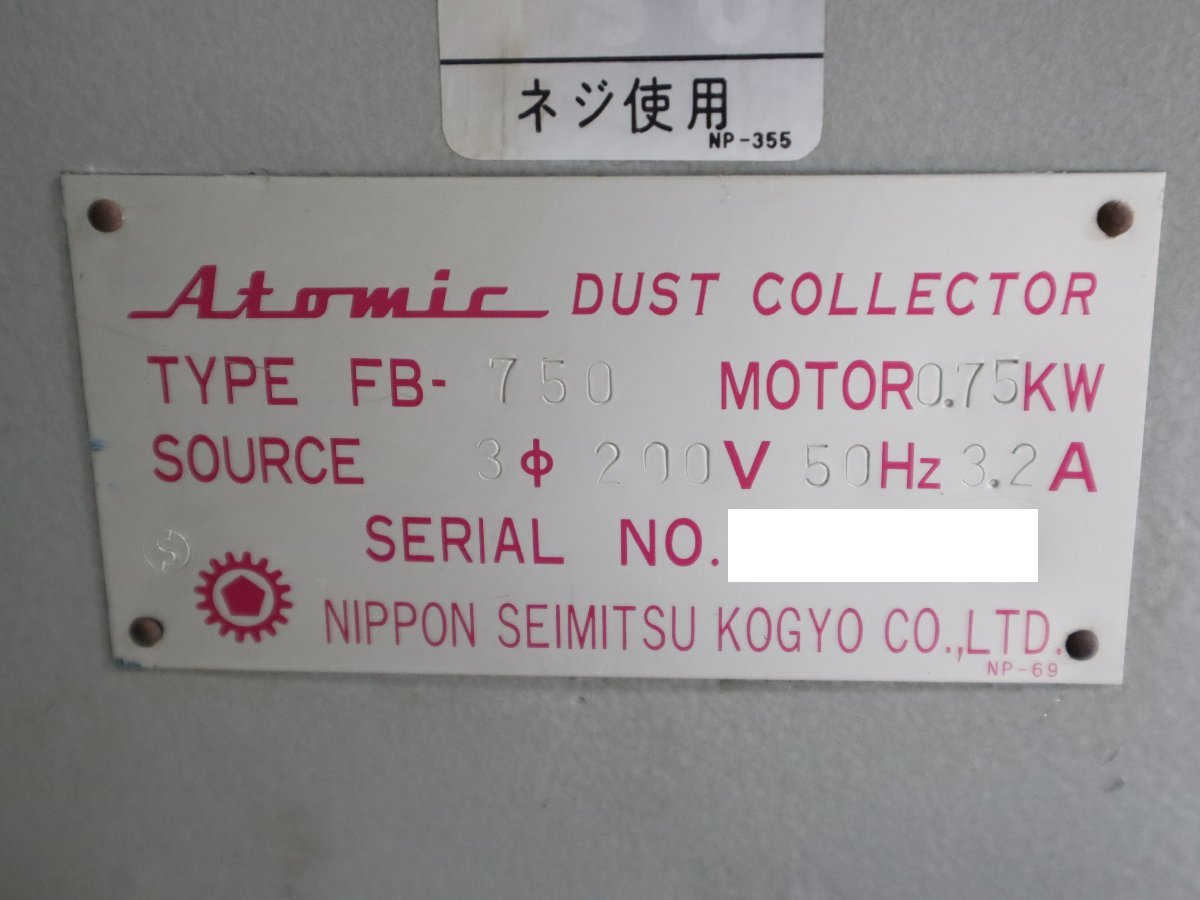 ISO
ネジ使用
NP-355
Atomic DUST COLLECTOR
TYPE FB- 750 MOTOR 0.75 KW
SOURCE 3φ 200V 50Hz 3.2A
SERIAL NO.
NIPPON SEIMITSU KOGYO CO.,LTD.
NP-69